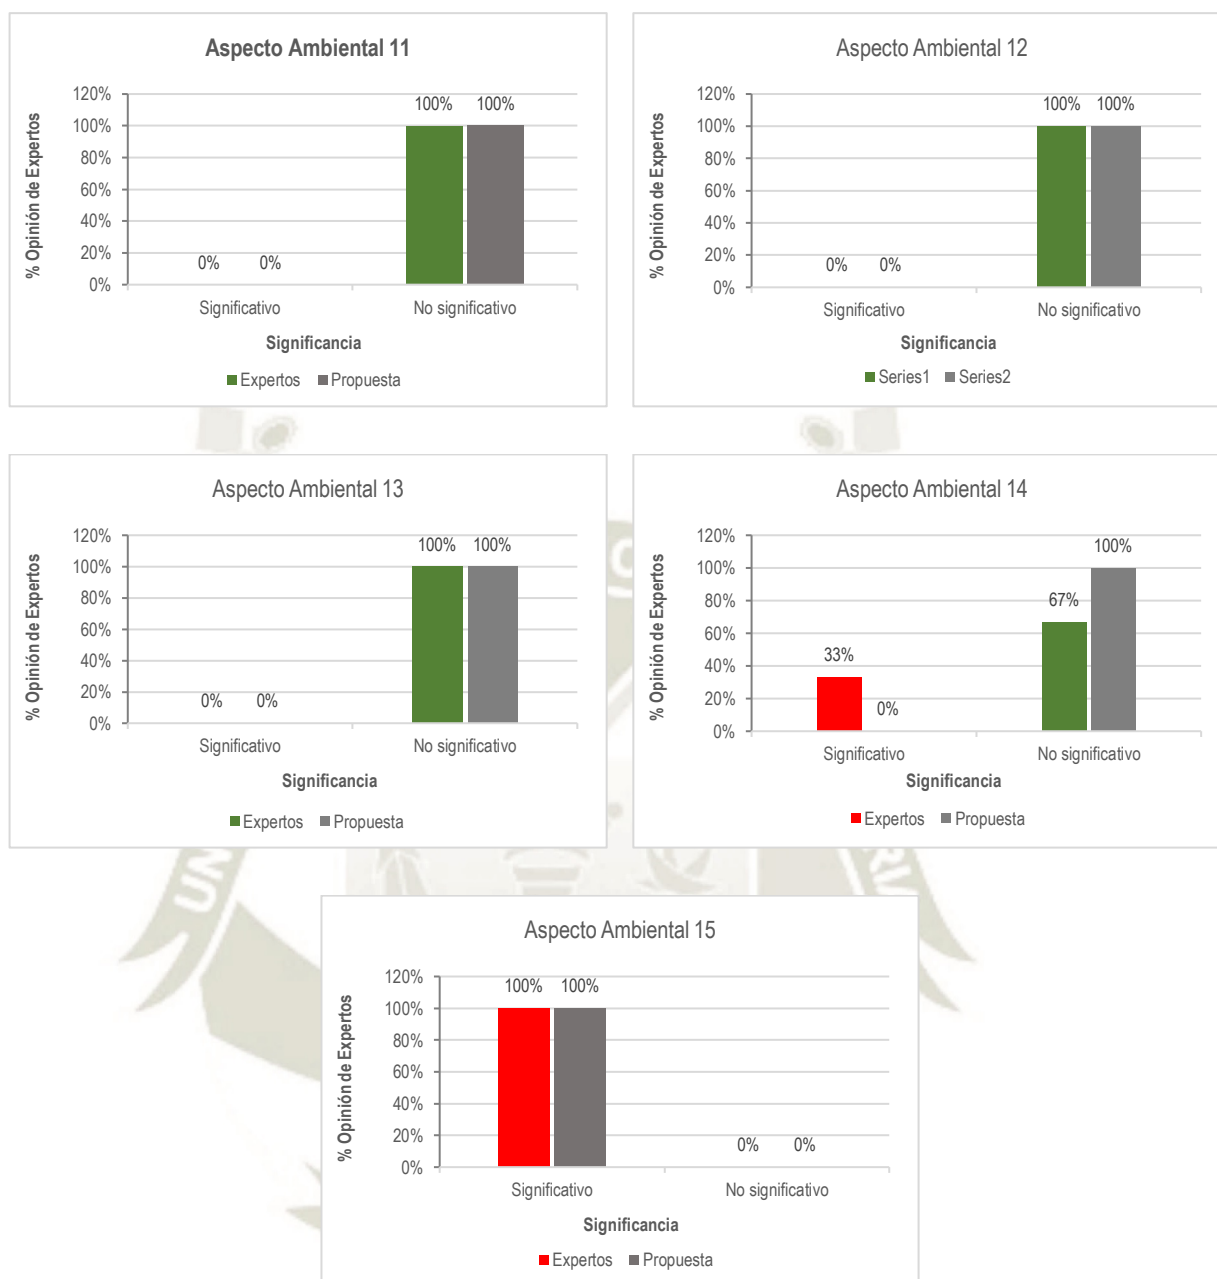 Aspecto Ambiental 11
% Opinión de Expertos
120%
100%
80%
60%
40%
20%
0%
0% 0%
100% 100%
Significativo No significativo
Significancia
Expertos Propuesta
Aspecto Ambiental 12
% Opinión de Expertos
120%
100%
80%
60%
40%
20%
0%
0% 0%
100% 100%
Significativo No significativo
Significancia
Series1 Series2
Aspecto Ambiental 13
% Opinión de Expertos
120%
100%
80%
60%
40%
20%
0%
0% 0%
100% 100%
Significativo No significativo
Significancia
Expertos Propuesta
Aspecto Ambiental 14
% Opinión de Expertos
120%
100%
80%
60%
40%
20%
0%
33% 0%
67% 100%
Significativo No significativo
Significancia
Expertos Propuesta
Aspecto Ambiental 15
% Opinión de Expertos
120%
100%
80%
60%
40%
20%
0%
100% 100%
0% 0%
Significativo No significativo
Significancia
Expertos Propuesta